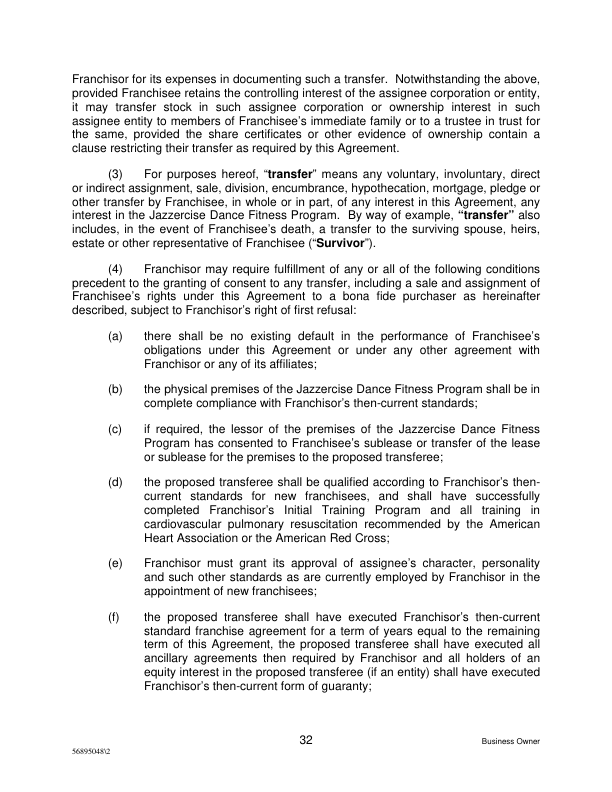 Franchisor for its expenses in documenting such a transfer. Notwithstanding the above,
provided Franchisee retains the controlling interest of the assignee corporation or entity,
it may transfer stock in such assignee corporation or ownership interest in such
assignee entity to members of Franchisee's immediate family or to a trustee in trust for
the same, provided the share certificates or other evidence of ownership contain a
clause restricting their transfer as required by this Agreement.
(3) For purposes hereof, “transfer” means any voluntary, involuntary, direct
or indirect assignment, sale, division, encumbrance, hypothecation, mortgage, pledge or
other transfer by Franchisee, in whole or in part, of any interest in this Agreement, any
interest in the Jazzercise Dance Fitness Program. By way of example, “transfer” also
includes, in the event of Franchisee's death, a transfer to the surviving spouse, heirs,
estate or other representative of Franchisee (“Survivor”).
(4) Franchisor may require fulfillment of any or all of the following conditions
precedent to the granting of consent to any transfer, including a sale and assignment of
Franchisee's rights under this Agreement to a bona fide purchaser as hereinafter
described, subject to Franchisor's right of first refusal:
(a) there shall be no existing default in the performance of Franchisee's
obligations under this Agreement or under any other agreement with
Franchisor or any of its affiliates;
(b) the physical premises of the Jazzercise Dance Fitness Program shall be in
complete compliance with Franchisor's then-current standards;
(c) if required, the lessor of the premises of the Jazzercise Dance Fitness
Program has consented to Franchisee's sublease or transfer of the lease
or sublease for the premises to the proposed transferee;
(d) the proposed transferee shall be qualified according to Franchisor's then-
current standards for new franchisees, and shall have successfully
completed Franchisor's Initial Training Program and all training in
cardiovascular pulmonary resuscitation recommended by the American
Heart Association or the American Red Cross;
(e) Franchisor must grant its approval of assignee's character, personality
and such other standards as are currently employed by Franchisor in the
appointment of new franchisees;
(f) the proposed transferee shall have executed Franchisor's then-current
standard franchise agreement for a term of years equal to the remaining
term of this Agreement, the proposed transferee shall have executed all
ancillary agreements then required by Franchisor and all holders of an
equity interest in the proposed transferee (if an entity) shall have executed
Franchisor's then-current form of guaranty;
32
Business Owner
56895048\2